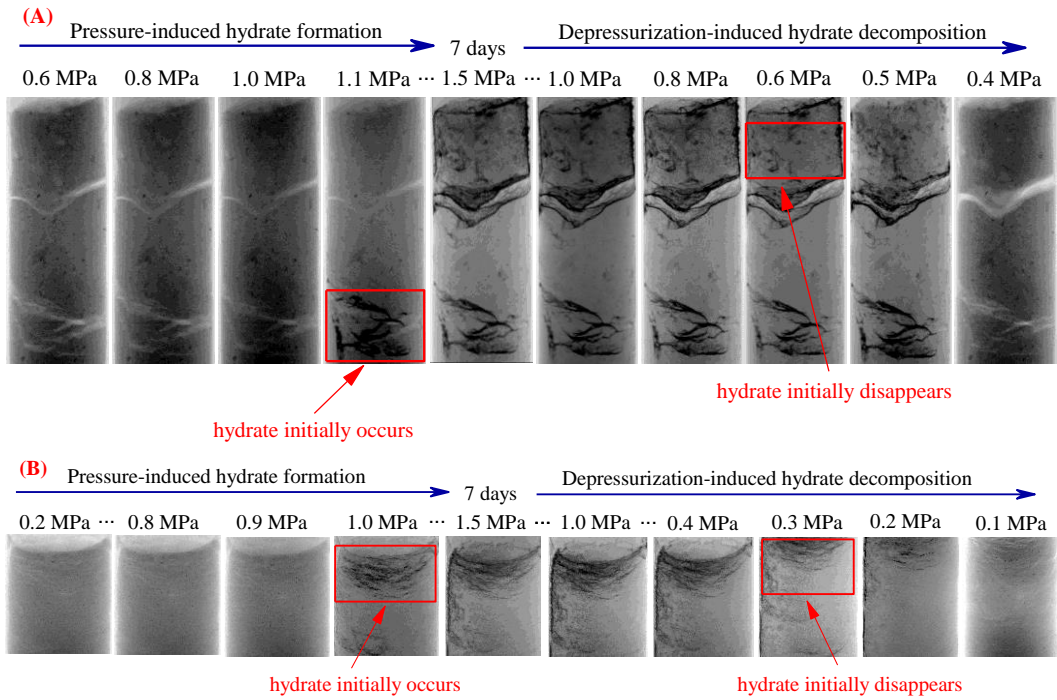 (A)
Pressure-induced hydrate formation 7 days Depressurization-induced hydrate decomposition
0.6 MPa 0.8 MPa 1.0 MPa 1.1 MPa ··· 1.5 MPa ··· 1.0 MPa 0.8 MPa 0.6 MPa 0.5 MPa 0.4 MPa
hydrate initially disappears
hydrate initially occurs
(B)
Pressure-induced hydrate formation 7 days Depressurization-induced hydrate decomposition
0.2 MPa ··· 0.8 MPa 0.9 MPa 1.0 MPa ··· 1.5 MPa ··· 1.0 MPa ··· 0.4 MPa 0.3 MPa 0.2 MPa 0.1 MPa
hydrate initially occurs hydrate initially disappears